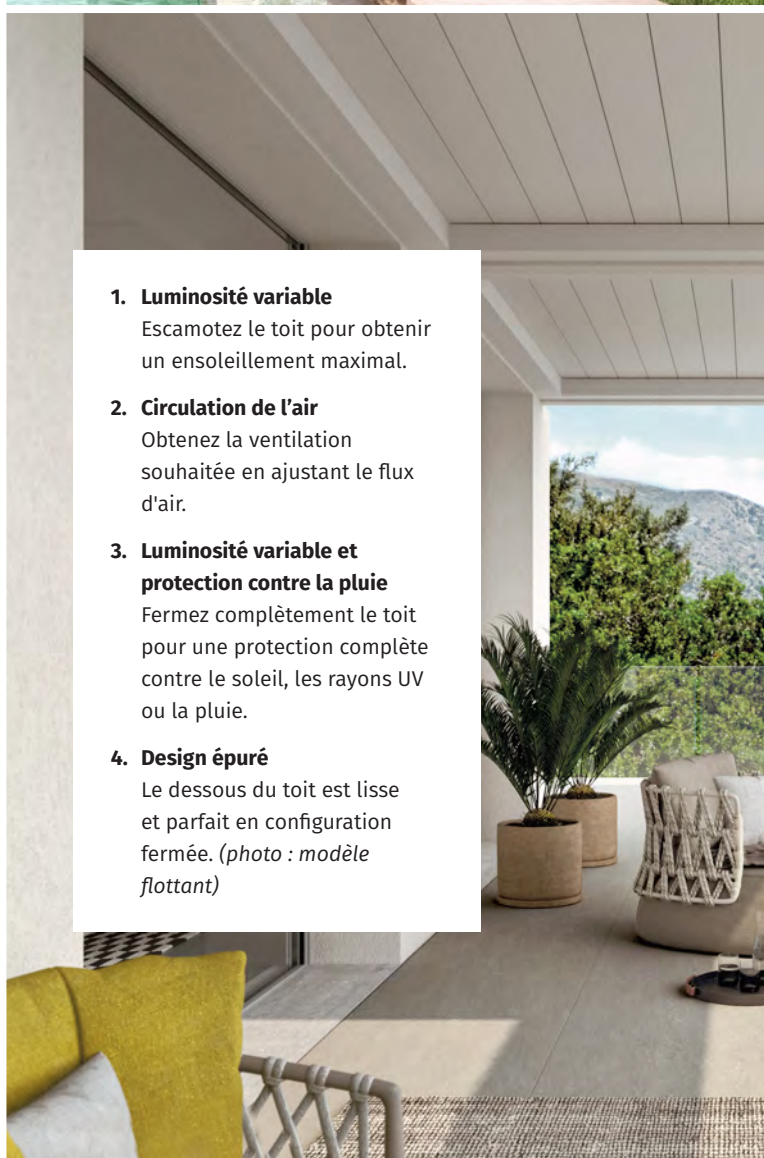 1. Luminosité variable
Escamotez le toit pour obtenir
un ensoleillement maximal.
2. Circulation de l’air
Obtenez la ventilation
souhaitée en ajustant le flux
d'air.
3. Luminosité variable et
protection contre la pluie
Fermez complètement le toit
pour une protection complète
contre le soleil, les rayons UV
ou la pluie.
4. Design épuré
Le dessous du toit est lisse
et parfait en configuration
fermée. (photo : modèle
flottant)